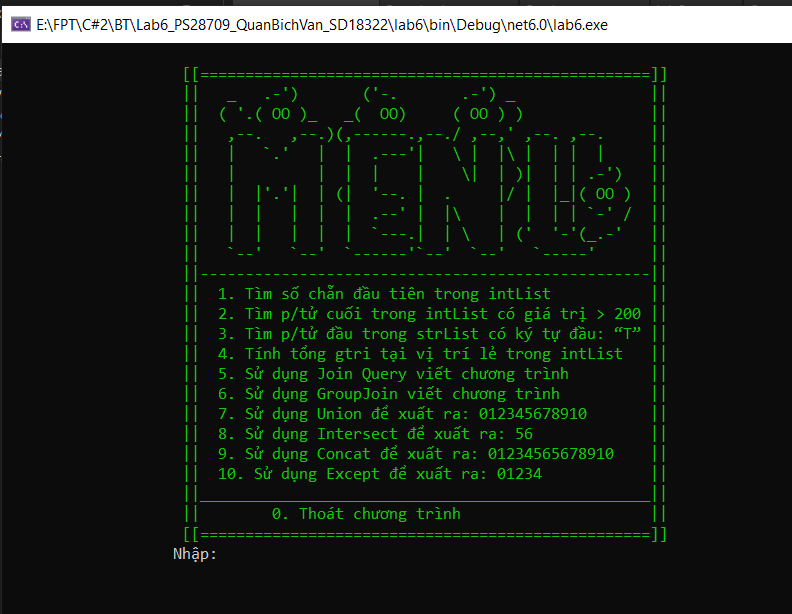 E:\FPT\C#2\BT\Lab6_PS28709_QuanBichVan_SD18322\lab6\bin\Debug\net6.0\lab6.exe
MENU
1. Tìm số chẵn đầu tiên trong intList
2. Tìm p/tử cuối trong intList có giá trị > 200
3. Tìm p/tử đầu trong strList có ký tự đầu: “T”
4. Tính tổng gtri tại vị trí lẻ trong intList
5. Sử dụng Join Query viết chương trình
6. Sử dụng GroupJoin viết chương trình
7. Sử dụng Union để xuất ra: 012345678910
8. Sử dụng Intersect để xuất ra: 56
9. Sử dụng Concat để xuất ra: 01234565678910
10. Sử dụng Except để xuất ra: 01234
0. Thoát chương trình
Nhập: